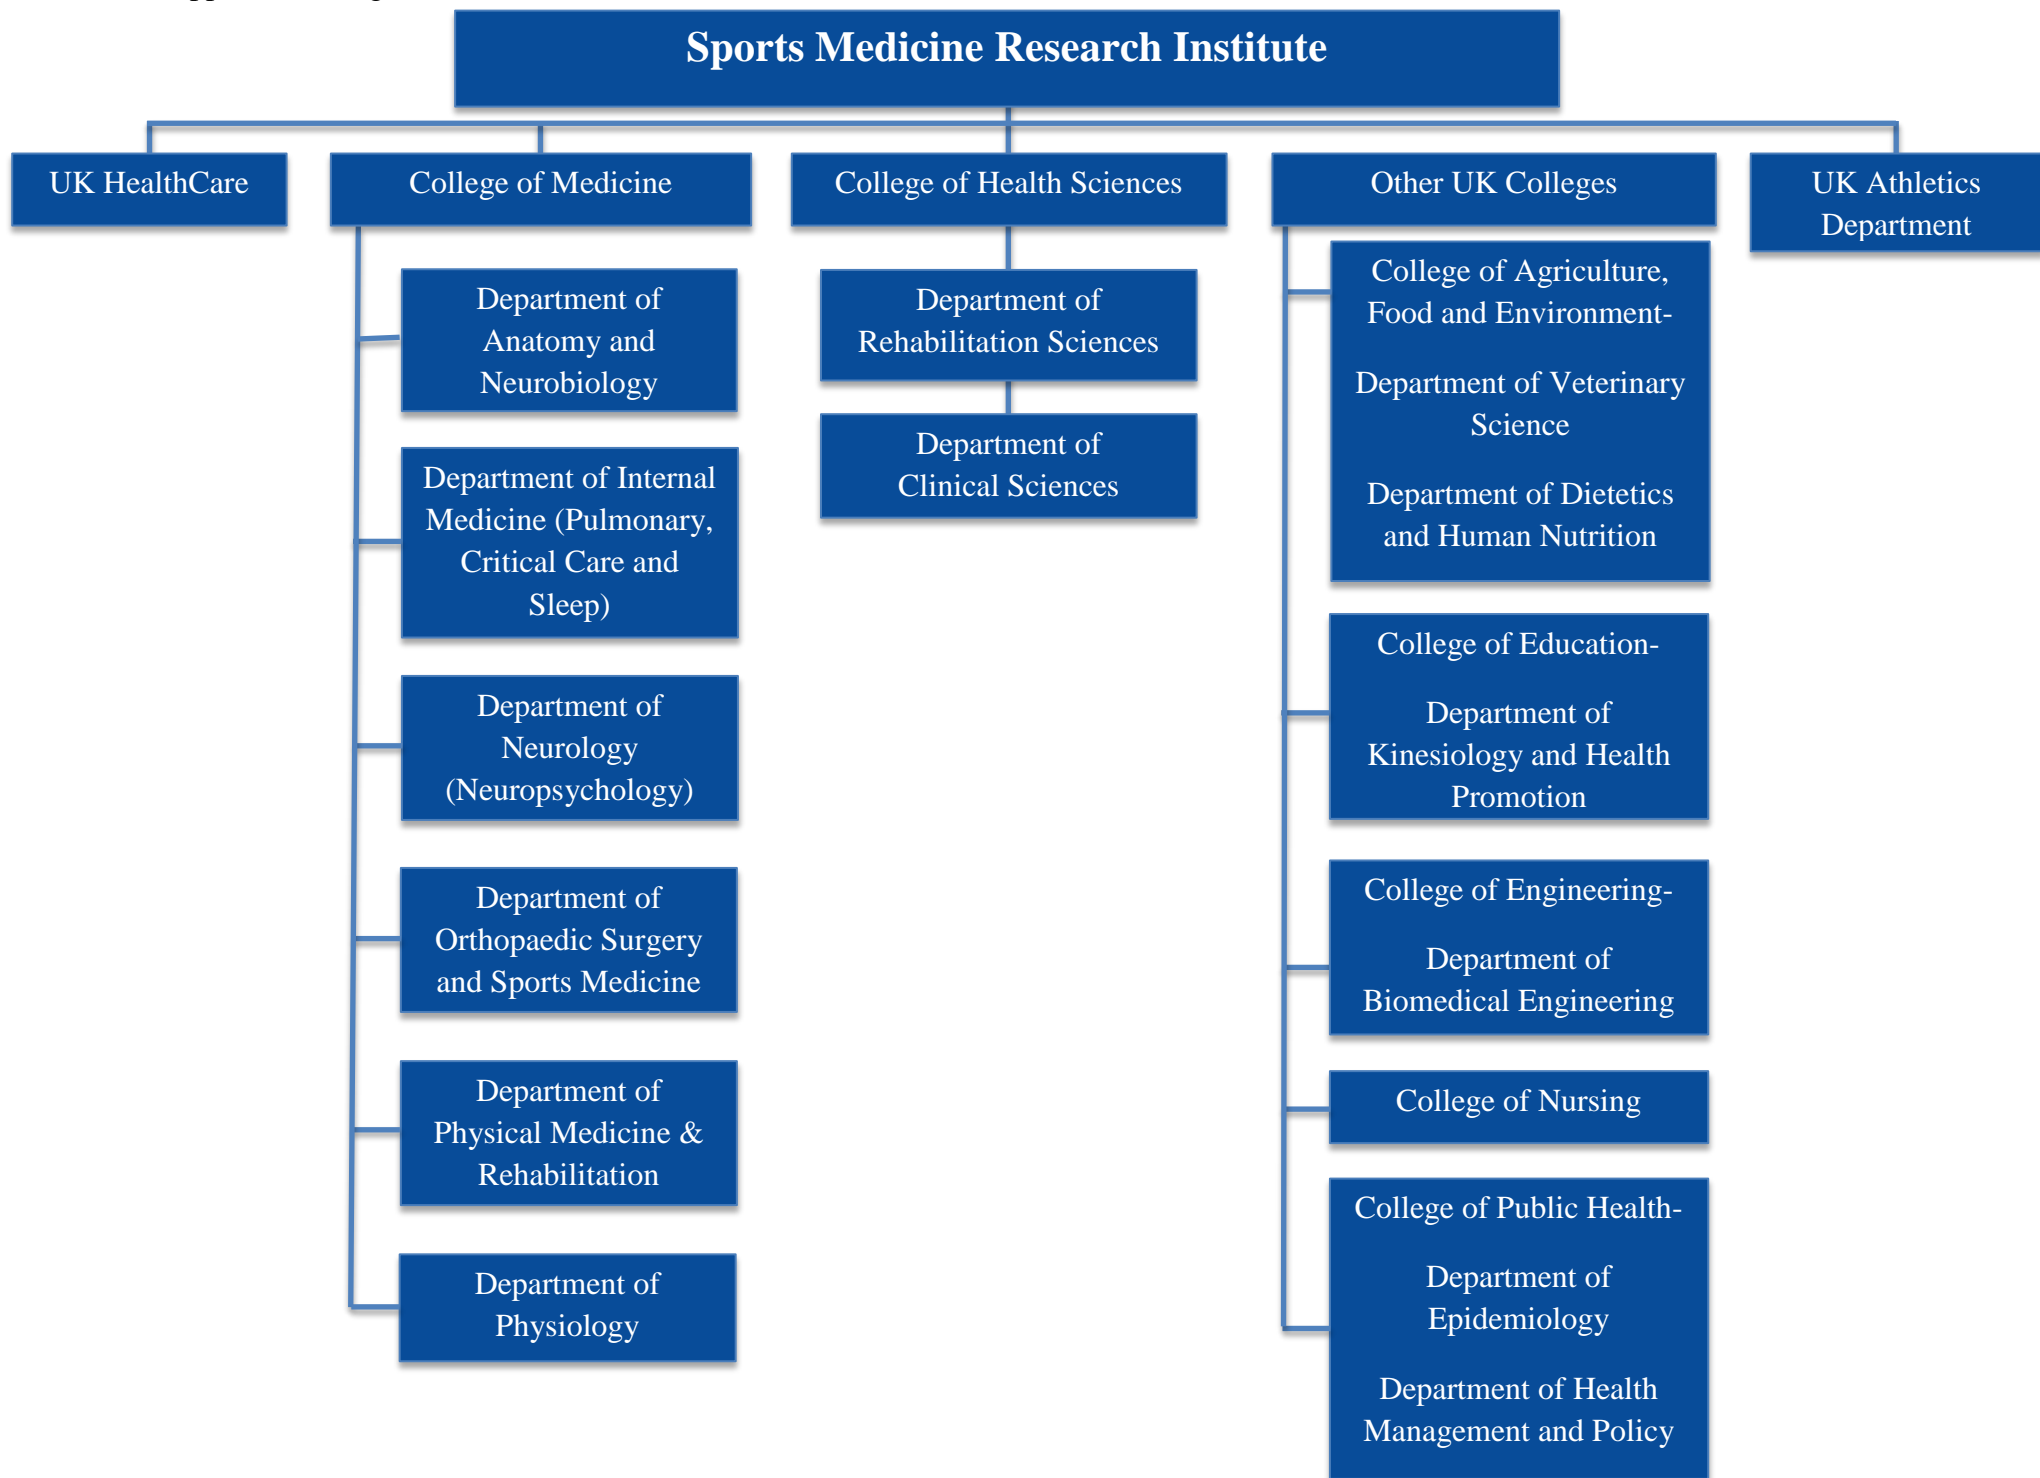 Sports Medicine Research Institute
UK HealthCare
College of Medicine
College of Health Sciences
Other UK Colleges
UK Athletics
Department
Department of
Anatomy and
Neurobiology
Department of Internal
Medicine (Pulmonary,
Critical Care and
Sleep)
Department of
Neurology
(Neuropsychology)
Department of
Orthopaedic Surgery
and Sports Medicine
Department of
Physical Medicine &
Rehabilitation
Department of
Physiology
Department of
Rehabilitation Sciences
Department of
Clinical Sciences
College of Agriculture,
Food and Environment-
Department of Veterinary
Science
Department of Dietetics
and Human Nutrition
College of Education-
Department of
Kinesiology and Health
Promotion
College of Engineering-
Department of
Biomedical Engineering
College of Nursing
College of Public Health-
Department of
Epidemiology
Department of Health
Management and Policy